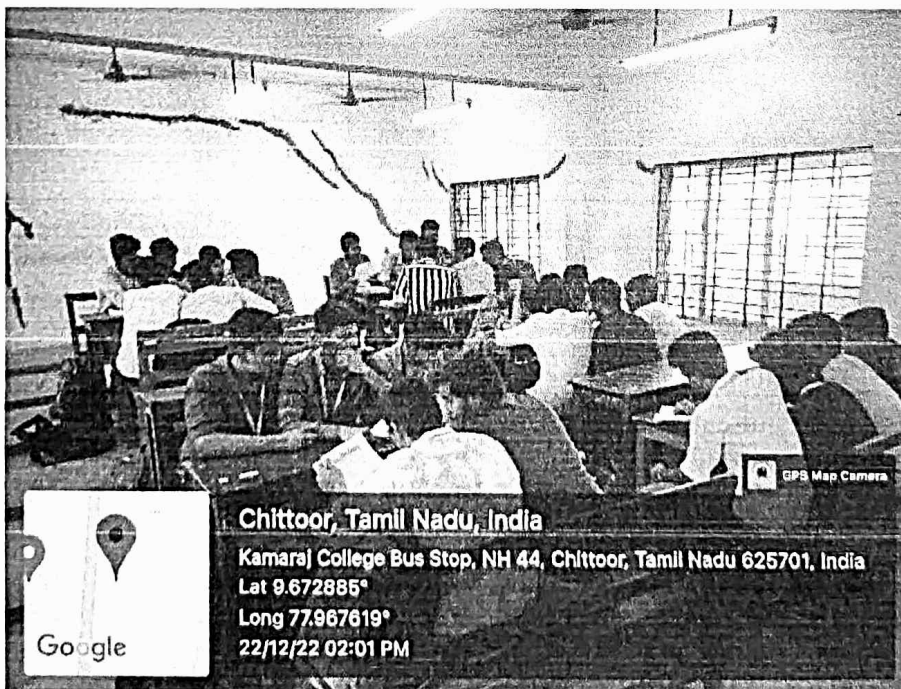 GPS Map Camera
Chittoor, Tamil Nadu, India
Kamaraj College Bus Stop, NH 44, Chittoor, Tamil Nadu 625701, India
Lat 9.672885°
Long 77.967619°
22/12/22 02:01 PM
Google